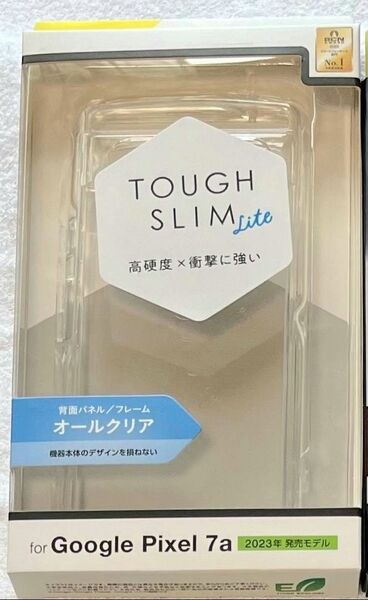 No.1
TOUGH
SLIM Lite
高硬度×衝撃に強い
背面パネル／フレーム
オールクリア
機器本体のデザインを損ねない
for Google Pixel 7a 2023年 発売モデル